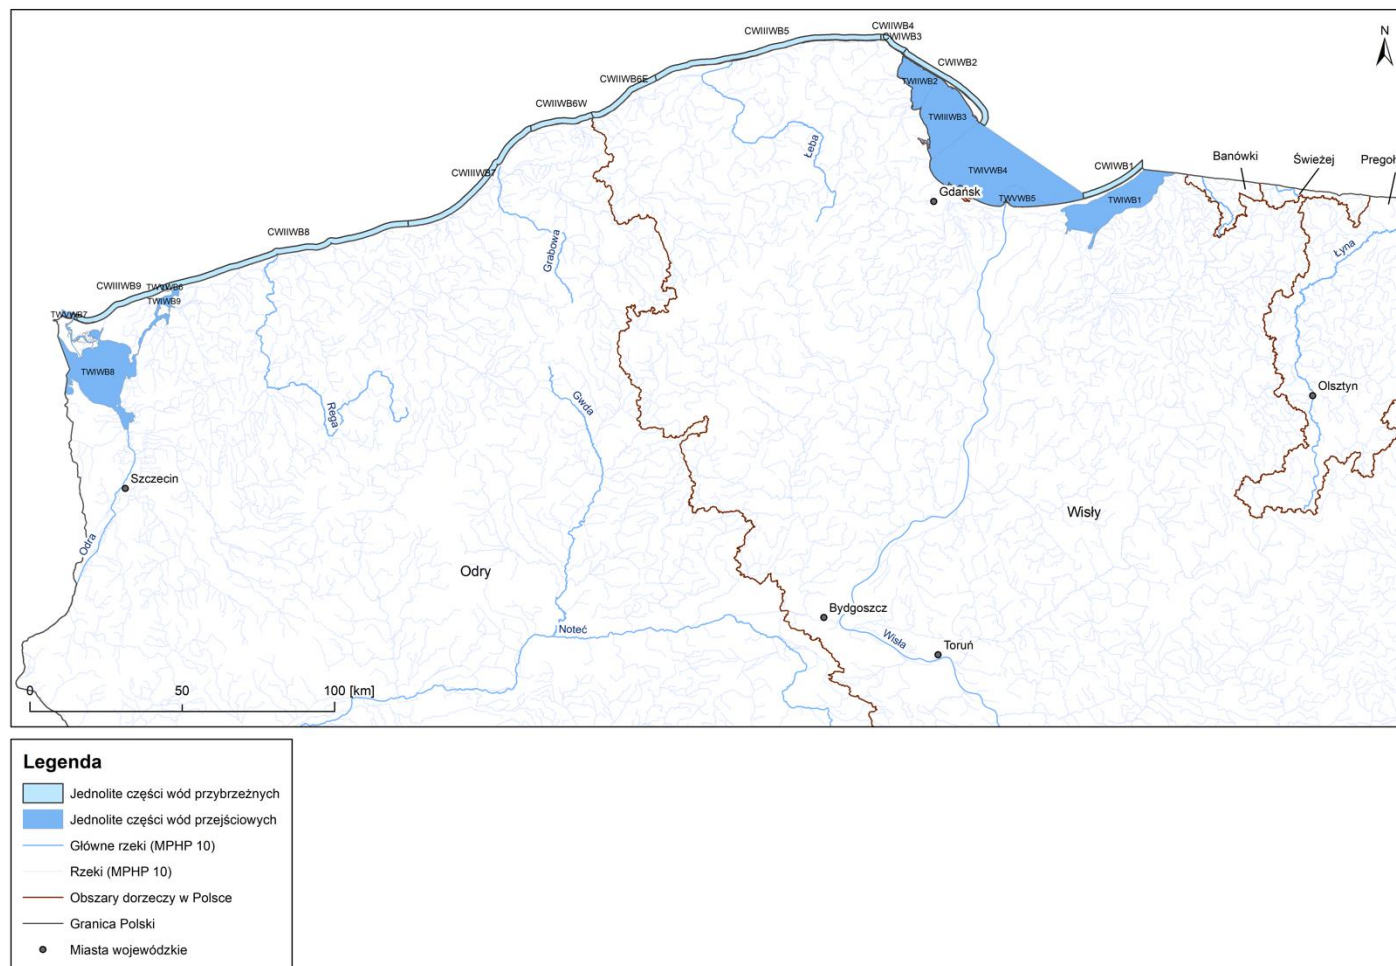 CWIIWB4
CWIIIWB5
CWIWB3
N
CWIWB2
CWIIWB6E
TWIIWB2
CWIIWB6W
TWIIIWB3
Łeba
CWIIIWB7
CWIWB1
Banówki
Świeżej
Pregoł
TWIVWB4
Gdańsk
TWVWB5
TWIWB1
CWIIWB8
Grabowa
Łyna
CWIIIWB9
TWIWB9
TWVWB7
TWIWB8
Olsztyn
Rega
Gwda
Szczecin
Wisły
Odra
Odry
Bydgoszcz
Noteć
Wisła
Toruń
0 50 100 [km]
Legenda
Jednolite części wód przybrzeżnych
Jednolite części wód przejściowych
Główne rzeki (MPHP 10)
Rzeki (MPHP 10)
Obszary dorzeczy w Polsce
Granica Polski
Miasta wojewódzkie